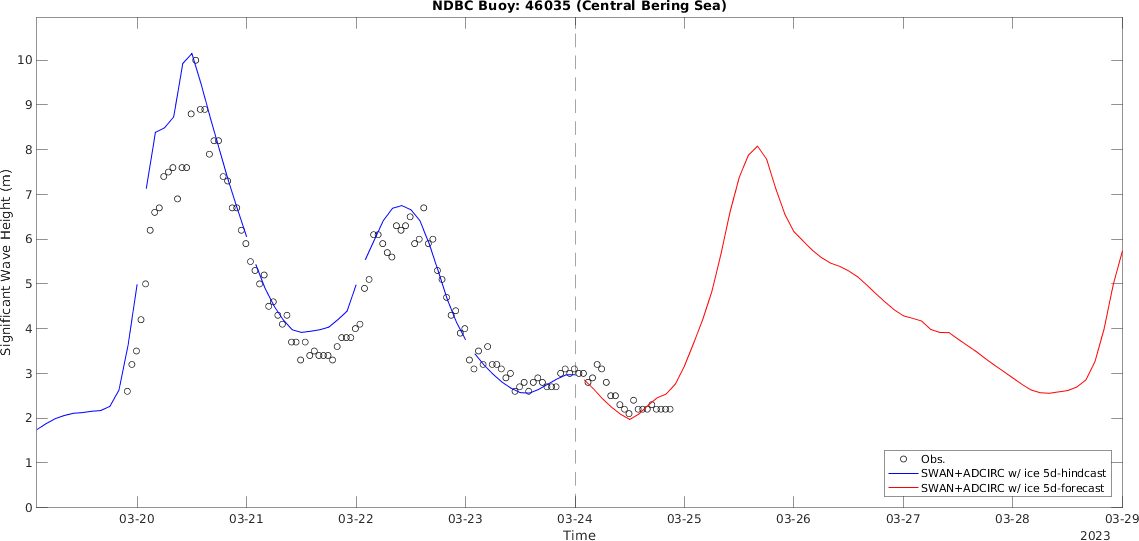 NDBC Buoy: 46035 (Central Bering Sea)
Significant Wave Height (m)
10
9
8
7
6
5
4
3
2
1
0
Obs.
SWAN+ADCIRC w/ ice 5d-hindcast
SWAN+ADCIRC w/ ice 5d-forecast
03-20 03-21 03-22 03-23 03-24 03-25 03-26 03-27 03-28 03-29
Time
2023